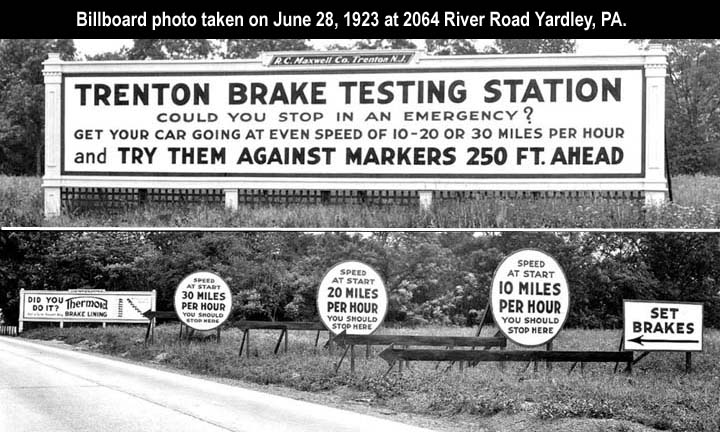 Billboard photo taken on June 28, 1923 at 2064 River Road Yardley, PA.
R.C. Maxwell Co. Trenton N.J.
TRENTON BRAKE TESTING STATION
COULD YOU STOP IN AN EMERGENCY?
GET YOUR CAR GOING AT EVEN SPEED OF 10-20 OR 30 MILES PER HOUR
and TRY THEM AGAINST MARKERS 250 FT. AHEAD
DID YOU
DO IT?
Thermoid
BRAKE LINING
SPEED
AT START
30 MILES
PER HOUR
YOU SHOULD
STOP HERE
SPEED
AT START
20 MILES
PER HOUR
YOU SHOULD
STOP HERE
SPEED
AT START
10 MILES
PER HOUR
YOU SHOULD
STOP HERE
SET
BRAKES